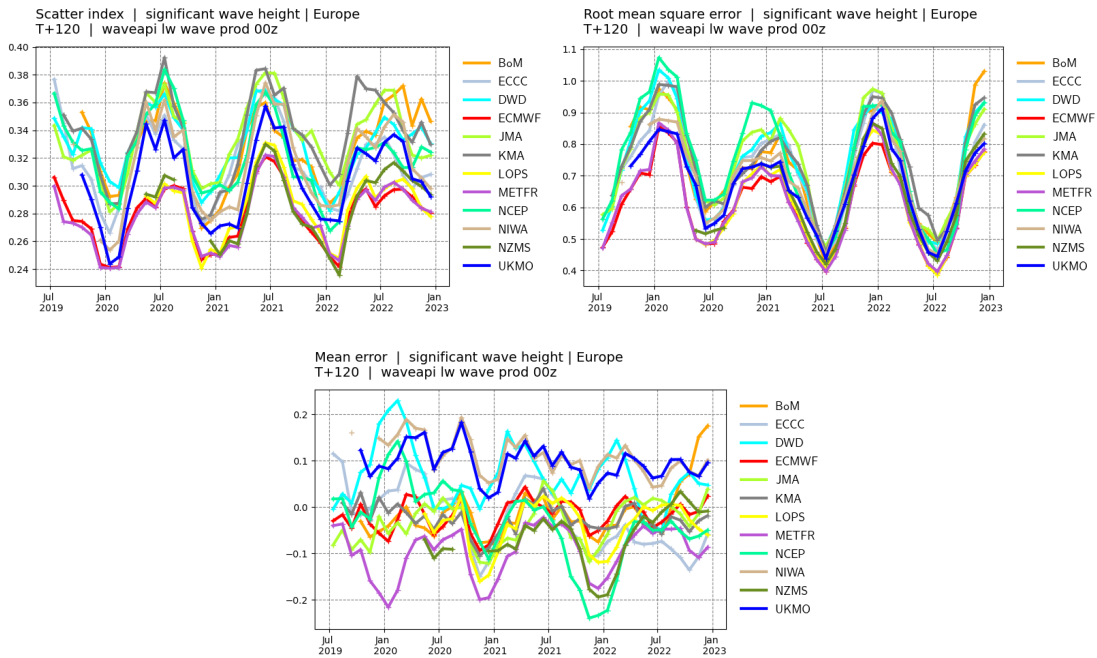 Scatter index | significant wave height | Europe
T+120 | waveapi lw wave prod 00z
0.40
0.38
0.36
0.34
0.32
0.30
0.28
0.26
0.24
Jul 2019
Jan 2020
Jul 2020
Jan 2021
Jul 2021
Jan 2022
Jul 2022
Jan 2023
BoM
ECCC
DWD
ECMWF
JMA
KMA
LOPS
METFR
NCEP
NIWA
NZMS
UKMO
Root mean square error | significant wave height | Europe
T+120 | waveapi lw wave prod 00z
1.1
1.0
0.9
0.8
0.7
0.6
0.5
0.4
Jul 2019
Jan 2020
Jul 2020
Jan 2021
Jul 2021
Jan 2022
Jul 2022
Jan 2023
BoM
ECCC
DWD
ECMWF
JMA
KMA
LOPS
METFR
NCEP
NIWA
NZMS
UKMO
Mean error | significant wave height | Europe
T+120 | waveapi lw wave prod 00z
0.2
0.1
0.0
−0.1
−0.2
Jul 2019
Jan 2020
Jul 2020
Jan 2021
Jul 2021
Jan 2022
Jul 2022
Jan 2023
BoM
ECCC
DWD
ECMWF
JMA
KMA
LOPS
METFR
NCEP
NIWA
NZMS
UKMO